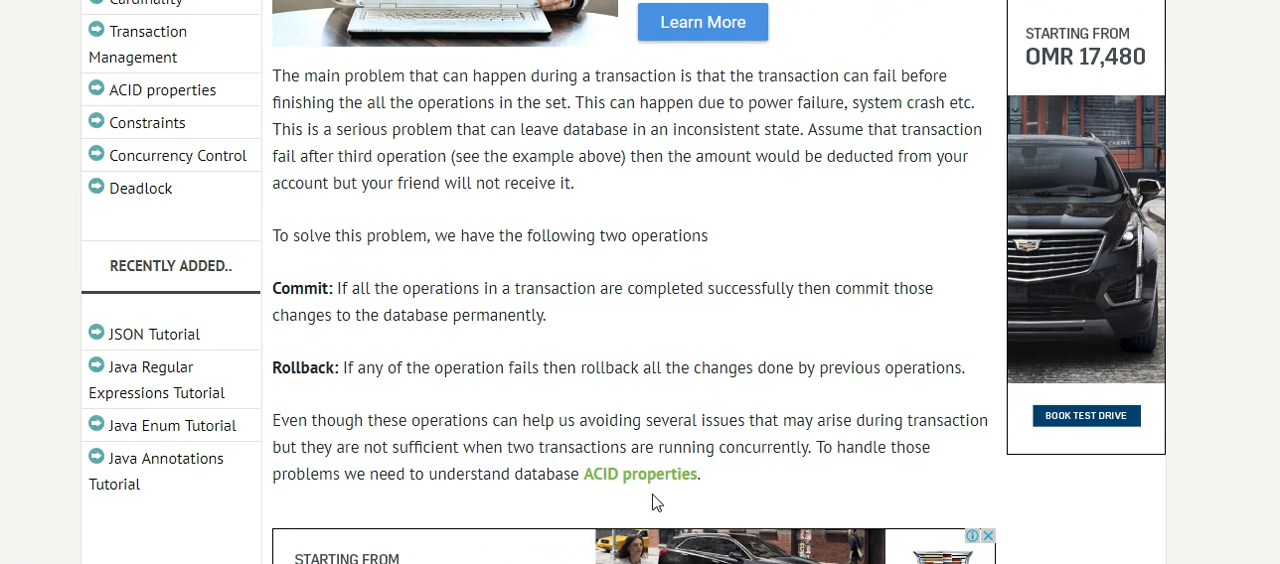 Cardinality
Transaction
Management
ACID properties
Constraints
Concurrency Control
Deadlock
RECENTLY ADDED..
JSON Tutorial
Java Regular
Expressions Tutorial
Java Enum Tutorial
Java Annotations
Tutorial
Learn More
The main problem that can happen during a transaction is that the transaction can fail before
finishing the all the operations in the set. This can happen due to power failure, system crash etc.
This is a serious problem that can leave database in an inconsistent state. Assume that transaction
fail after third operation (see the example above) then the amount would be deducted from your
account but your friend will not receive it.
To solve this problem, we have the following two operations
Commit: If all the operations in a transaction are completed successfully then commit those
changes to the database permanently.
Rollback: If any of the operation fails then rollback all the changes done by previous operations.
Even though these operations can help us avoiding several issues that may arise during transaction
but they are not sufficient when two transactions are running concurrently. To handle those
problems we need to understand database ACID properties.
STARTING FROM
STARTING FROM
OMR 17,480
BOOK TEST DRIVE